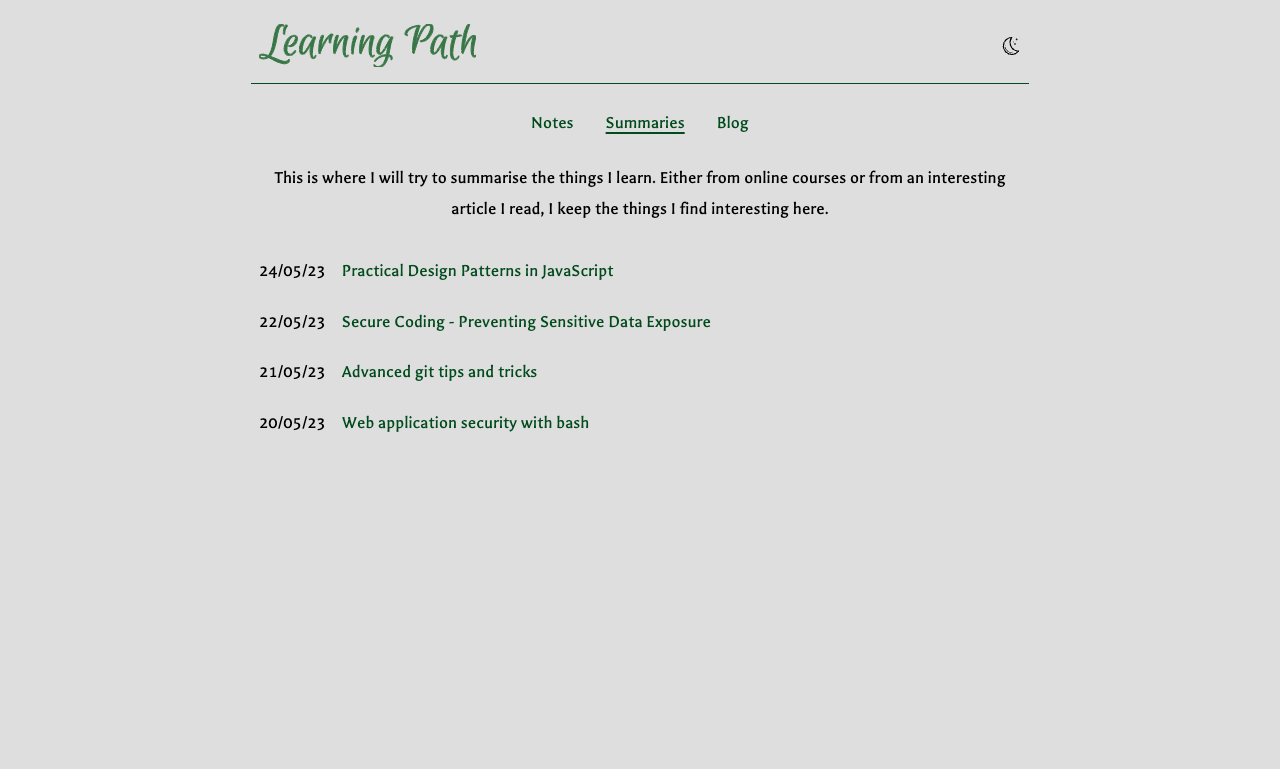 Learning Path
Notes Summaries Blog
This is where I will try to summarise the things I learn. Either from online courses or from an interesting
article I read, I keep the things I find interesting here.
24/05/23 Practical Design Patterns in JavaScript
22/05/23 Secure Coding - Preventing Sensitive Data Exposure
21/05/23 Advanced git tips and tricks
20/05/23 Web application security with bash